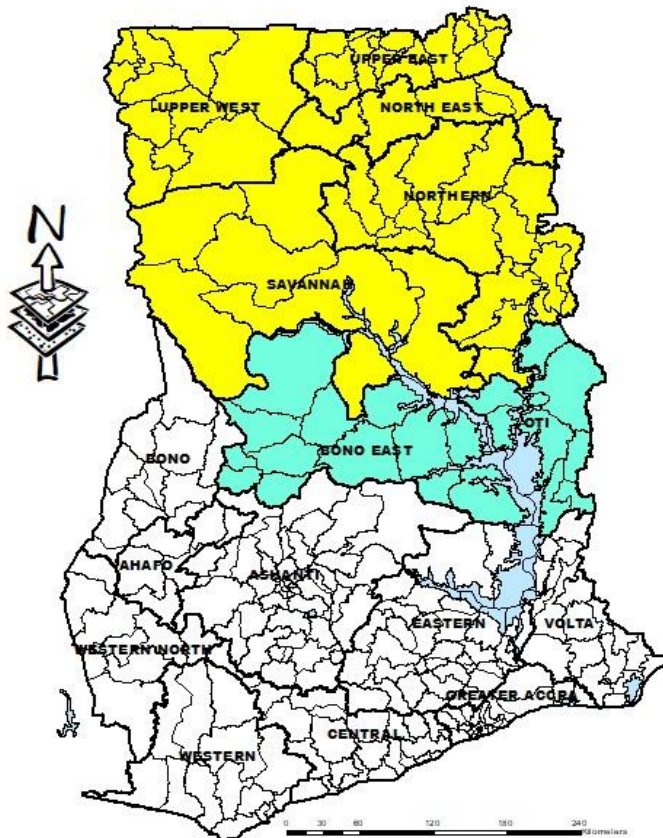 UPPER EAST
UPPER WEST
NORTH EAST
NORTHERN
N
SAVANNAH
OTI
BONO EAST
BONO
AHAFO
ASHANTI
EASTERN
VOLTA
WESTERN NORTH
GREATER ACCRA
CENTRAL
WESTERN
0 30 60 120 180 240
Kilometers